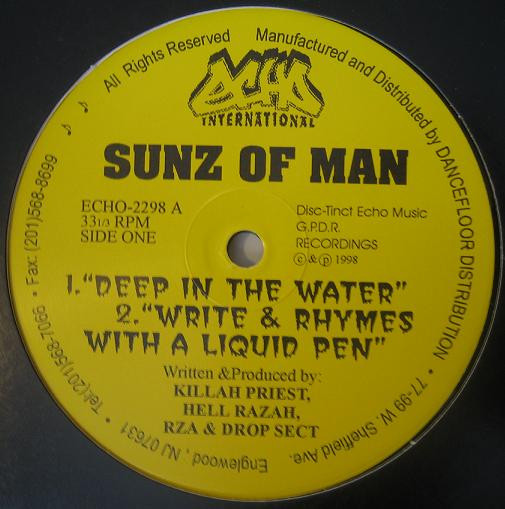 All Rights Reserved Manufactured and Distributed by DANCEFLOOR DISTRIBUTION • 77-99 W. Sheffield Ave. Englewood, NJ 07631 • Tel:(201)568-7066 • Fax: (201)568-8699
ECHO
INTERNATIONAL
SUNZ OF MAN
ECHO-2298 A
33 1/3 RPM
SIDE ONE
Disc-Tinct Echo Music
G.P.D.R.
RECORDINGS
© & ℗ 1998
1. "DEEP IN THE WATER"
2. "WRITE & RHYMES
WITH A LIQUID PEN"
Written &Produced by:
KILLAH PRIEST,
HELL RAZAH,
RZA & DROP SECT